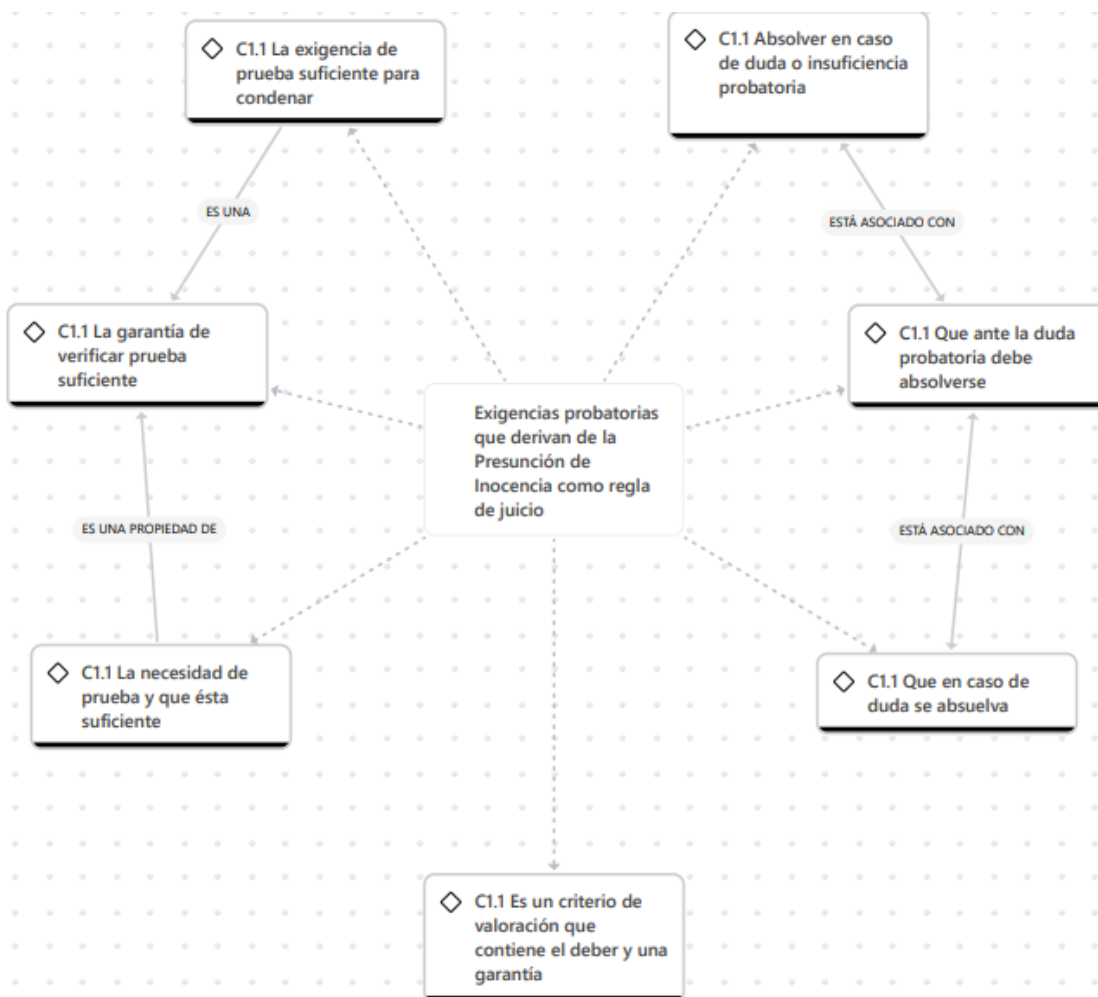 C1.1 La exigencia de
prueba suficiente para
condenar
C1.1 Absolver en caso
de duda o insuficiencia
probatoria
ES UNA
ESTÁ ASOCIADO CON
C1.1 La garantía de
verificar prueba
suficiente
C1.1 Que ante la duda
probatoria debe
absolverse
Exigencias probatorias
que derivan de la
Presunción de
Inocencia como regla
de juicio
ES UNA PROPIEDAD DE
ESTÁ ASOCIADO CON
C1.1 La necesidad de
prueba y que ésta
suficiente
C1.1 Que en caso de
duda se absuelva
C1.1 Es un criterio de
valoración que
contiene el deber y una
garantía